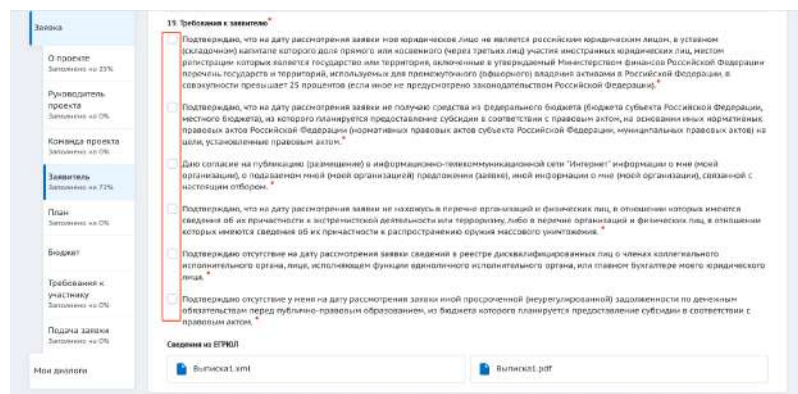 Заявка
О проекте
Заполнено на 25%
Руководитель
проекта
Заполнено на 0%
Команда проекта
Заполнено на 0%
Заявитель
Заполнено на 77%
План
Заполнено на 0%
Бюджет
Требования к
участнику
Заполнено на 0%
Подача заявки
Заполнено на 0%
Мои диалоги
19. Требования к заявителю*
Подтверждаю, что на дату рассмотрения заявки мое юридическое лицо не является российским юридическим лицом, в уставном
(складочном) капитале которого доля прямого или косвенного (через третьих лиц) участия иностранных юридических лиц, местом
регистрации которых является государство или территория, включенные в утверждаемый Министерством финансов Российской Федерации
перечень государств и территорий, используемых для промежуточного (офшорного) владения активами в Российской Федерации, в
совокупности превышает 25 процентов (если иное не предусмотрено законодательством Российской Федерации).*
Подтверждаю, что на дату рассмотрения заявки не получаю средства из федерального бюджета (бюджета субъекта Российской Федерации,
местного бюджета), из которого планируется предоставление субсидии в соответствии с правовым актом, на основании иных нормативных
правовых актов Российской Федерации (нормативных правовых актов субъекта Российской Федерации, муниципальных правовых актов) на
цели, установленные правовым актом.*
Даю согласие на публикацию (размещение) в информационно-телекоммуникационной сети "Интернет" информации о мне (моей
организации), о подаваемом мной (моей организацией) предложении (заявке), иной информации о мне (моей организации), связанной с
настоящим отбором. *
Подтверждаю, что на дату рассмотрения заявки не нахожусь в перечне организаций и физических лиц, в отношении которых имеются
сведения об их причастности к экстремистской деятельности или терроризму, либо в перечне организаций и физических лиц, в отношении
которых имеются сведения об их причастности к распространению оружия массового уничтожения. *
Подтверждаю отсутствие на дату рассмотрения заявки сведений в реестре дисквалифицированных лиц о членах коллегиального
исполнительного органа, лице, исполняющем функции единоличного исполнительного органа, или главном бухгалтере моего юридического
лица. *
Подтверждаю отсутствие у меня на дату рассмотрения заявки иной просроченной (неурегулированной) задолженности по денежным
обязательствам перед публично-правовым образованием, из бюджета которого планируется предоставление субсидии в соответствии с
правовым актом. *
Сведения из ЕГРЮЛ
Выписка1.xml
Выписка1.pdf